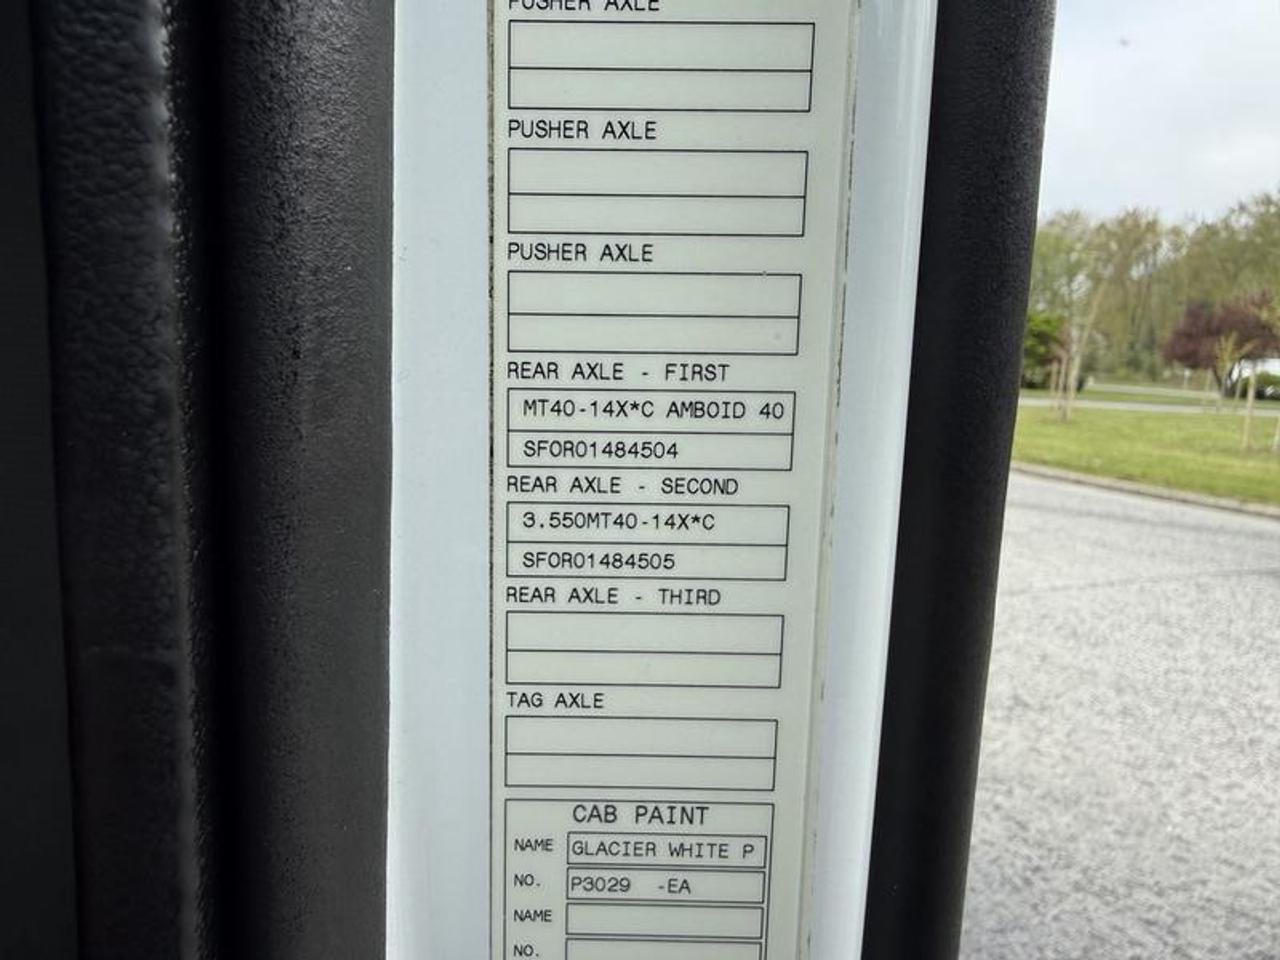 PUSHER AXLE
PUSHER AXLE
PUSHER AXLE
REAR AXLE - FIRST
MT40-14X*C AMBOID 40
SFOR01484504
REAR AXLE - SECOND
3.550MT40-14X*C
SFOR01484505
REAR AXLE - THIRD
TAG AXLE
CAB PAINT
NAME GLACIER WHITE P
NO. P3029 -EA
NAME
NO.